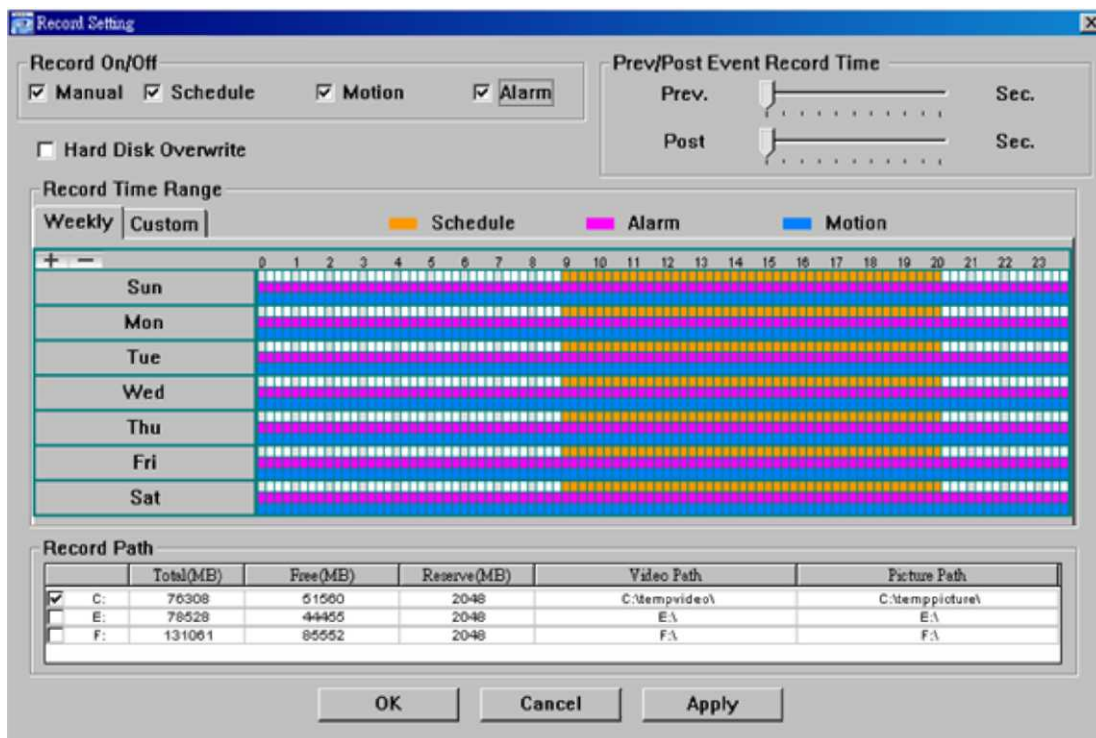 Record Setting
Record On/Off
Manual Schedule Motion Alarm
Prev/Post Event Record Time
Prev. Sec.
Post Sec.
Hard Disk Overwrite
Record Time Range
Weekly Custom Schedule Alarm Motion
+ − 0 1 2 3 4 5 6 7 8 9 10 11 12 13 14 15 16 17 18 19 20 21 22 23
Sun
Mon
Tue
Wed
Thu
Fri
Sat
Record Path
Total(MB) Free(MB) Reserve(MB) Video Path Picture Path
C: 76308 51560 2048 C:\tempvideo\ C:\temppicture\
E: 78528 44455 2048 E:\ E:\
F: 131061 85552 2048 F:\ F:\
OK Cancel Apply